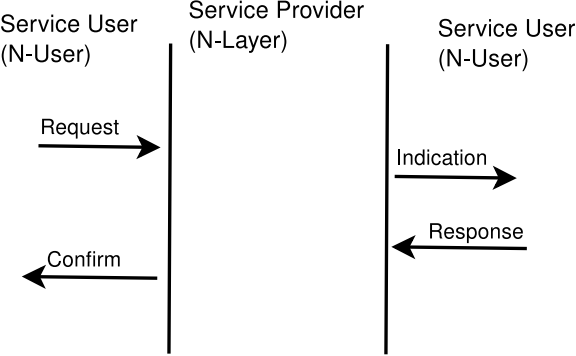 Service User
(N-User)
Service Provider
(N-Layer)
Service User
(N-User)
Request
Indication
Response
Confirm